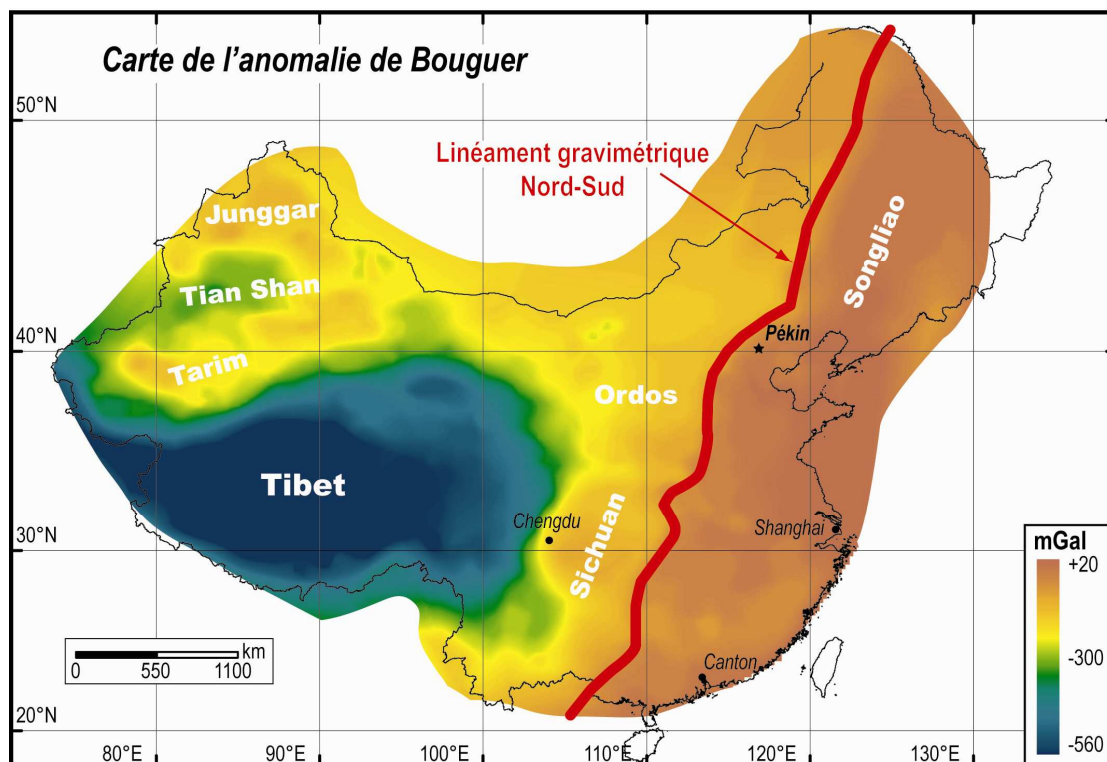 Carte de l'anomalie de Bouguer
50°N
Linéament gravimétrique
Nord-Sud
Junggar
Songliao
Tian Shan
Pékin
40°N
Tarim
Ordos
Tibet
Chengdu
Sichuan
Shanghai
30°N
mGal
+20
-300
-560
km
0 550 1100
Canton
20°N
80°E 90°E 100°E 110°E 120°E 130°E